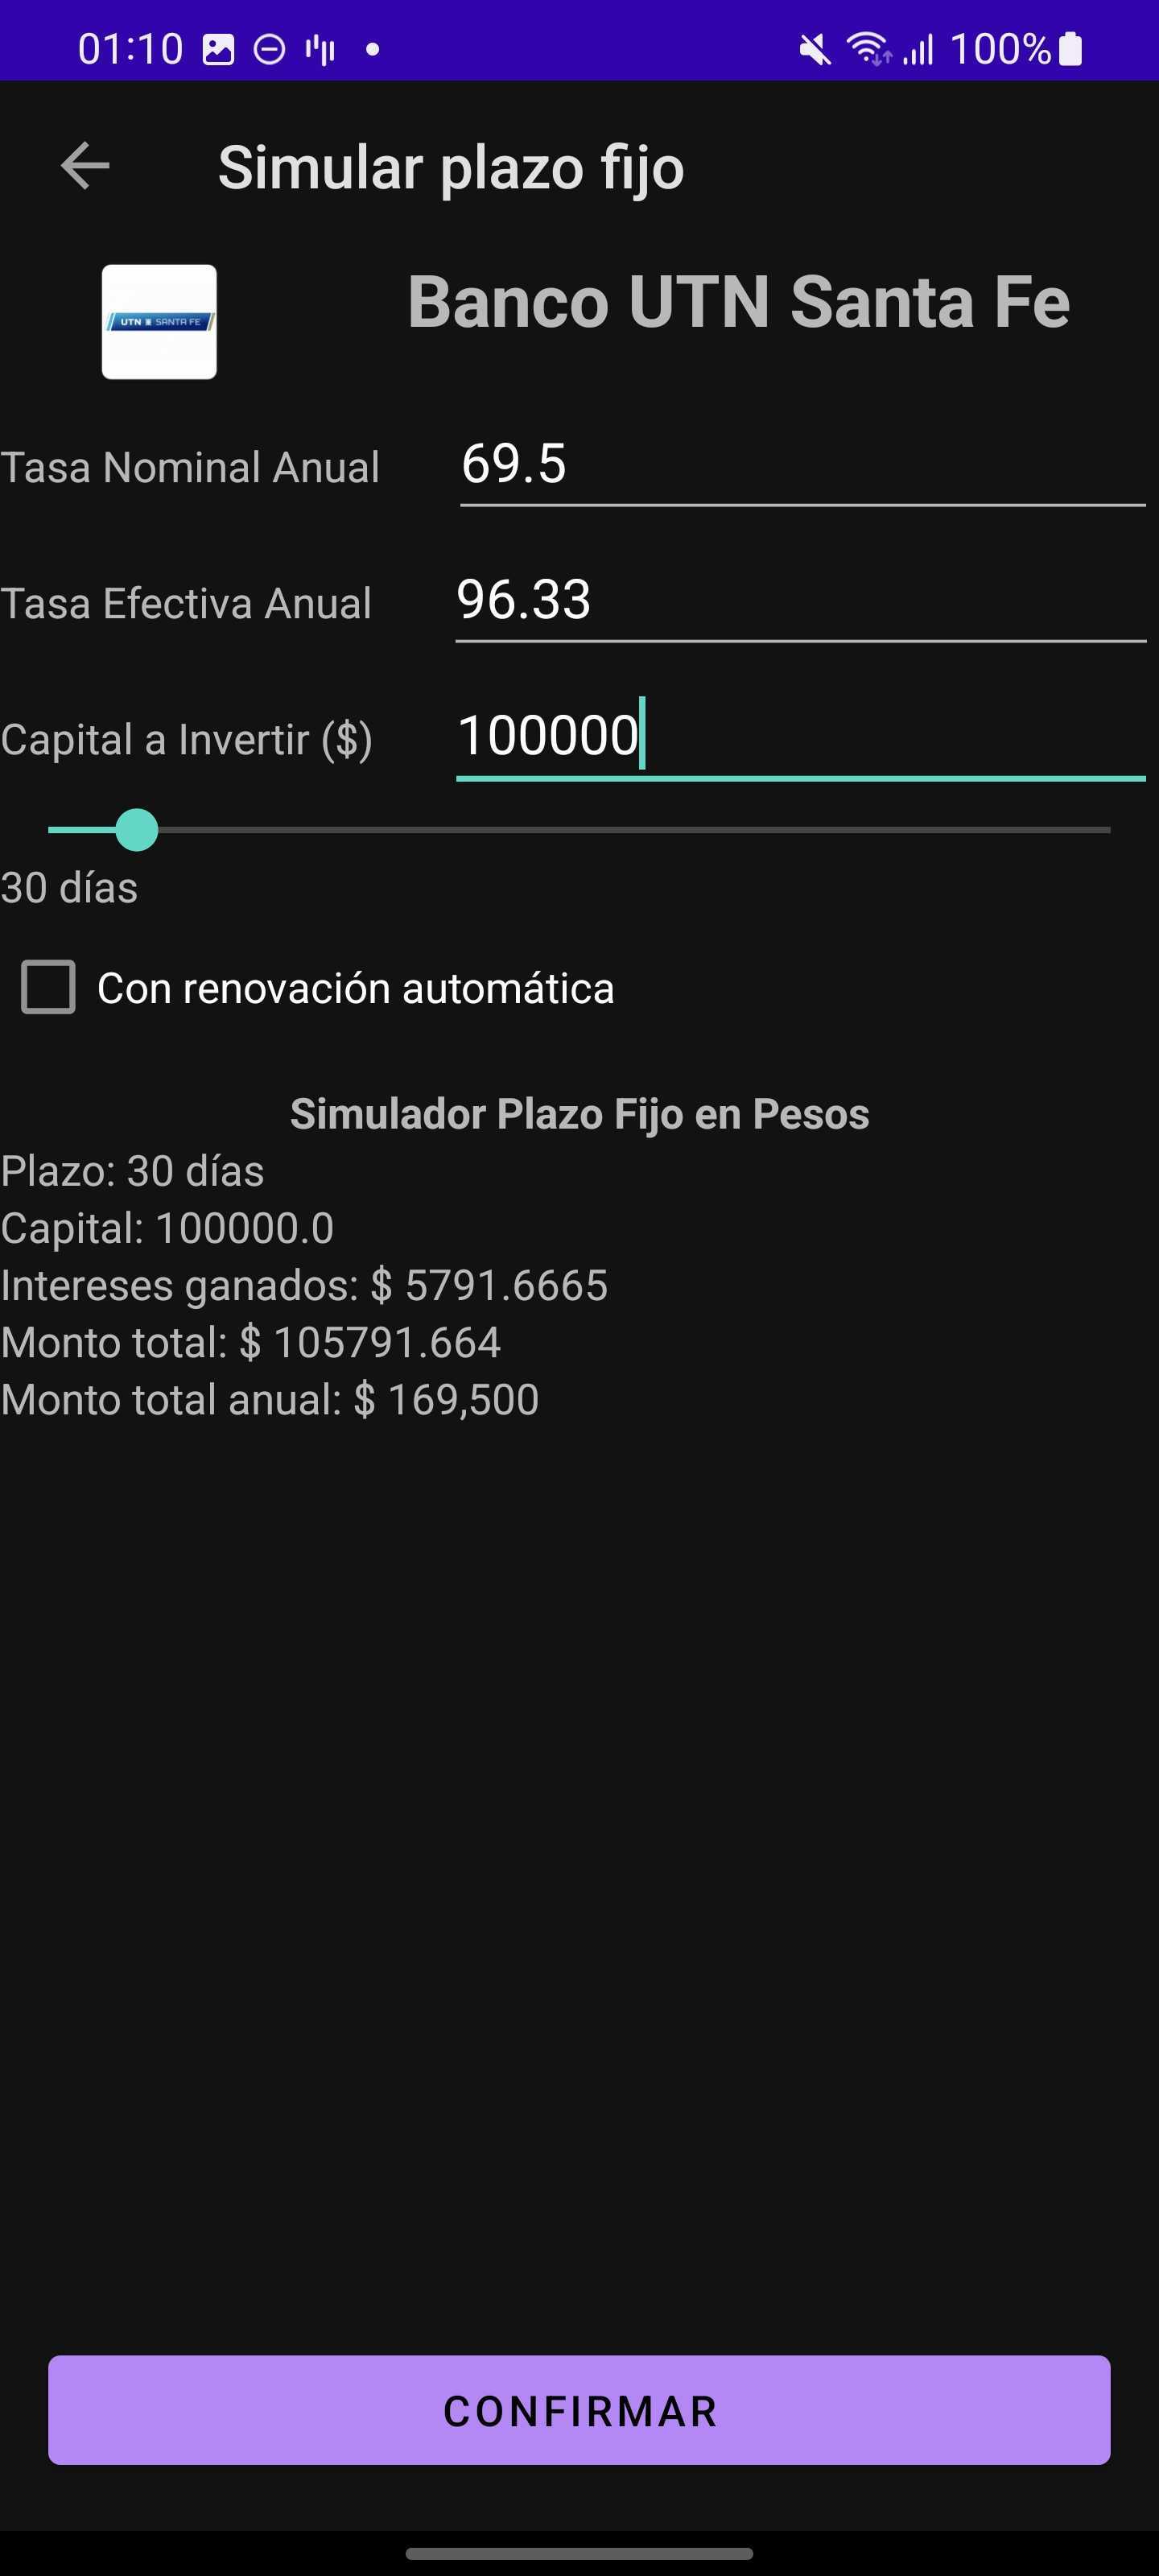 01:10 100%
Simular plazo fijo
UTN SANTA FE
Banco UTN Santa Fe
Tasa Nominal Anual 69.5
Tasa Efectiva Anual 96.33
Capital a Invertir ($) 100000
30 días
Con renovación automática
Simulador Plazo Fijo en Pesos
Plazo: 30 días
Capital: 100000.0
Intereses ganados: $ 5791.6665
Monto total: $ 105791.664
Monto total anual: $ 169,500
CONFIRMAR